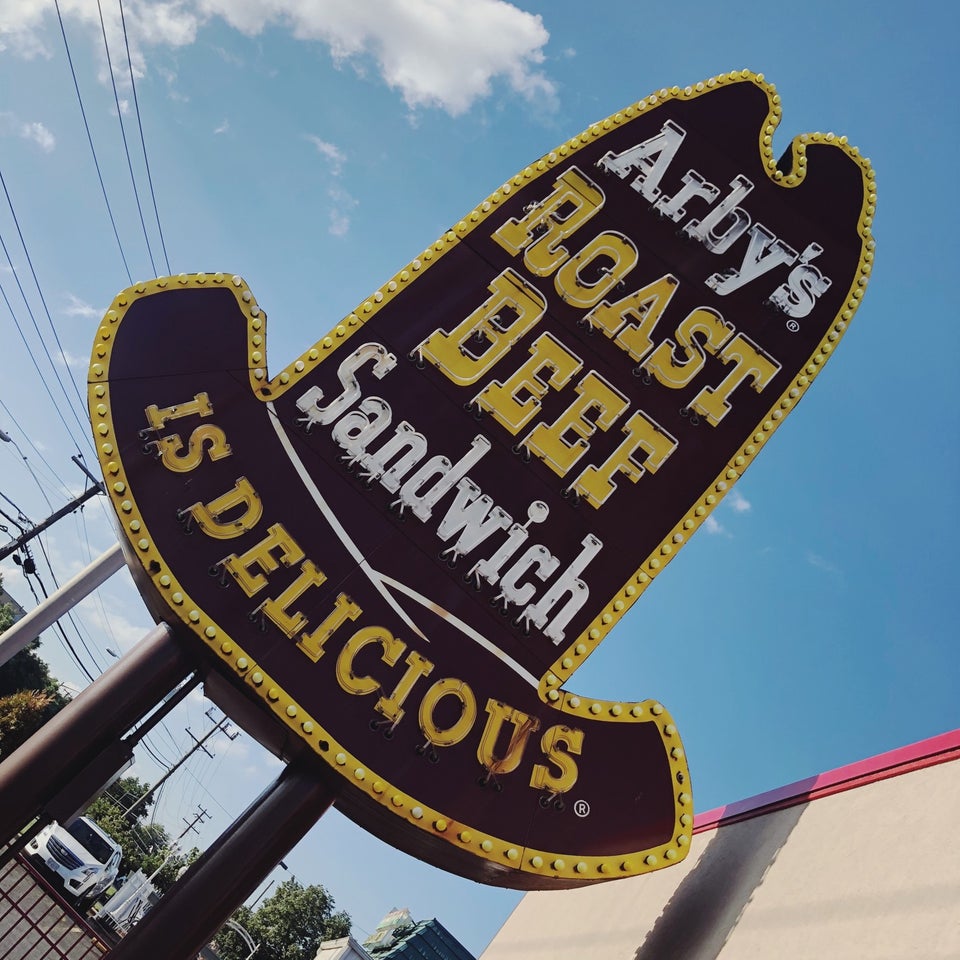 Arby's®
ROAST
BEEF
Sandwich
IS DELICIOUS®